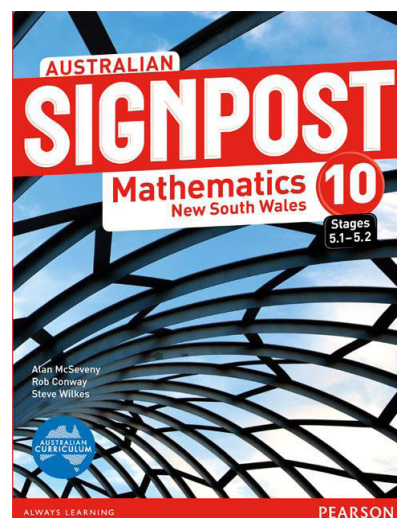 AUSTRALIAN
SIGNPOST
Mathematics 10
New South Wales
Stages
5.1–5.2
Alan McSeveny
Rob Conway
Steve Wilkes
AUSTRALIAN
CURRICULUM
ALWAYS LEARNING
PEARSON